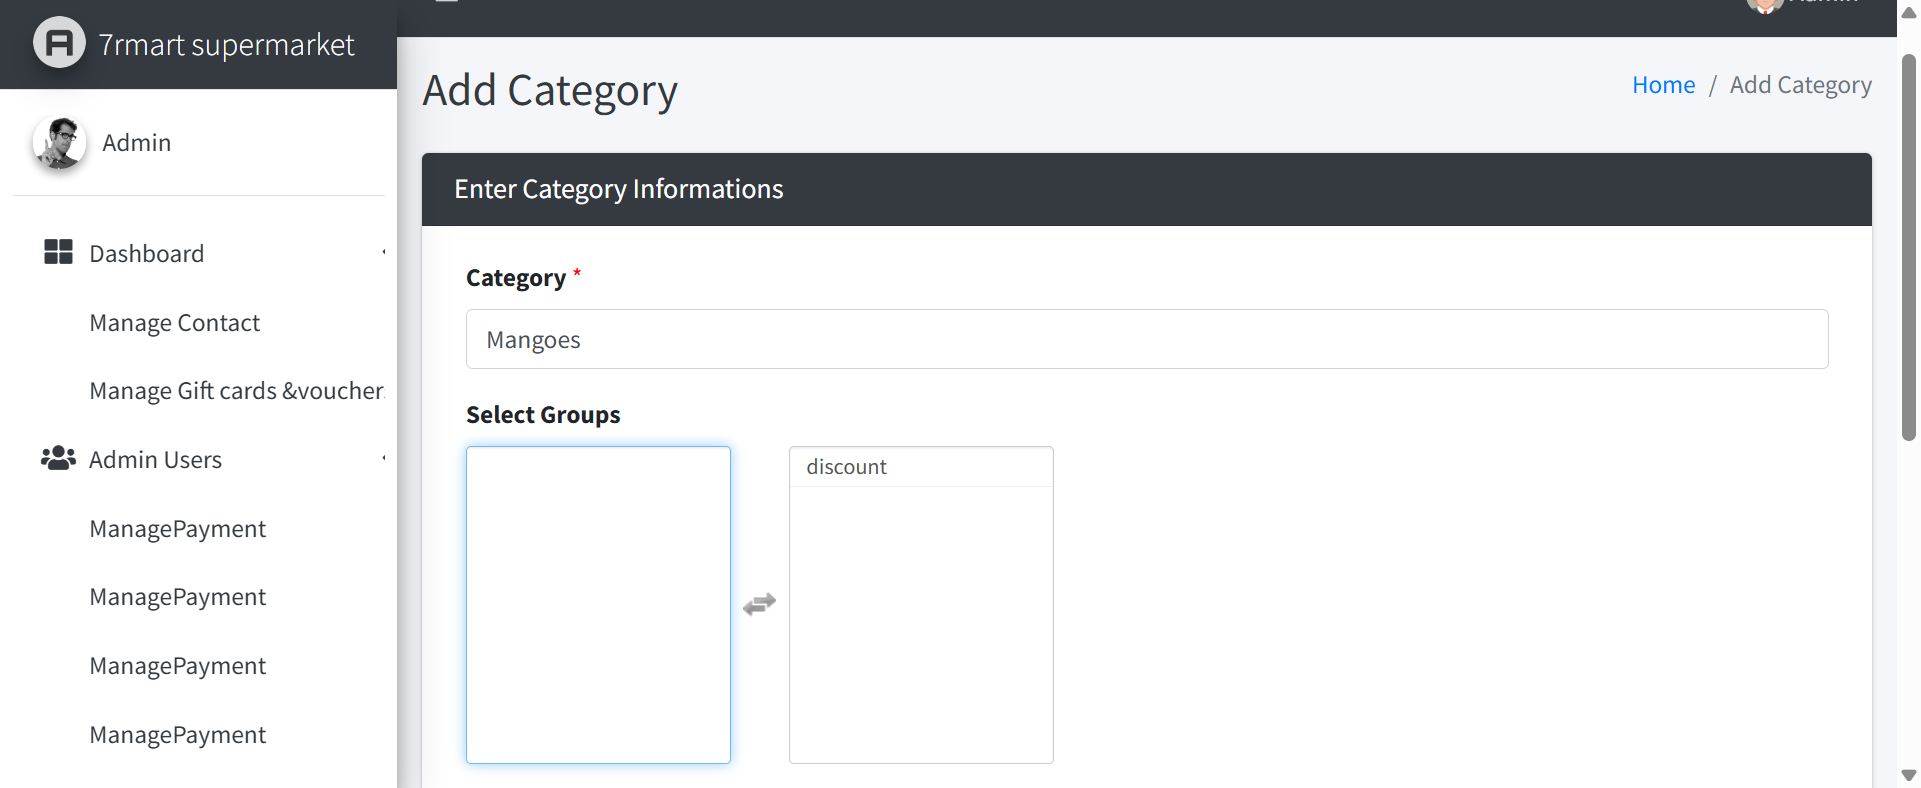 7rmart supermarket
Admin
Dashboard
Manage Contact
Manage Gift cards &voucher
Admin Users
ManagePayment
ManagePayment
ManagePayment
ManagePayment
Add Category
Home / Add Category
Enter Category Informations
Category *
Mangoes
Select Groups
discount